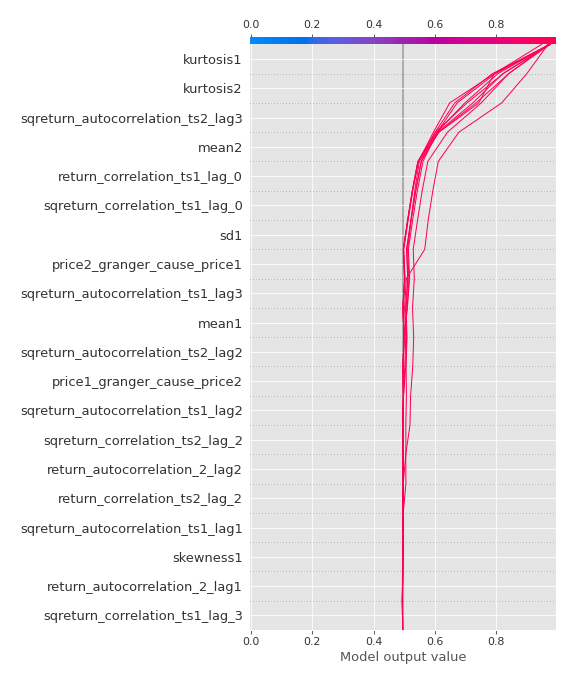 0.0 0.2 0.4 0.6 0.8
kurtosis1
kurtosis2
sqreturn_autocorrelation_ts2_lag3
mean2
return_correlation_ts1_lag_0
sqreturn_correlation_ts1_lag_0
sd1
price2_granger_cause_price1
sqreturn_autocorrelation_ts1_lag3
mean1
sqreturn_autocorrelation_ts2_lag2
price1_granger_cause_price2
sqreturn_autocorrelation_ts1_lag2
sqreturn_correlation_ts2_lag_2
return_autocorrelation_2_lag2
return_correlation_ts2_lag_2
sqreturn_autocorrelation_ts1_lag1
skewness1
return_autocorrelation_2_lag1
sqreturn_correlation_ts1_lag_3
0.0 0.2 0.4 0.6 0.8
Model output value